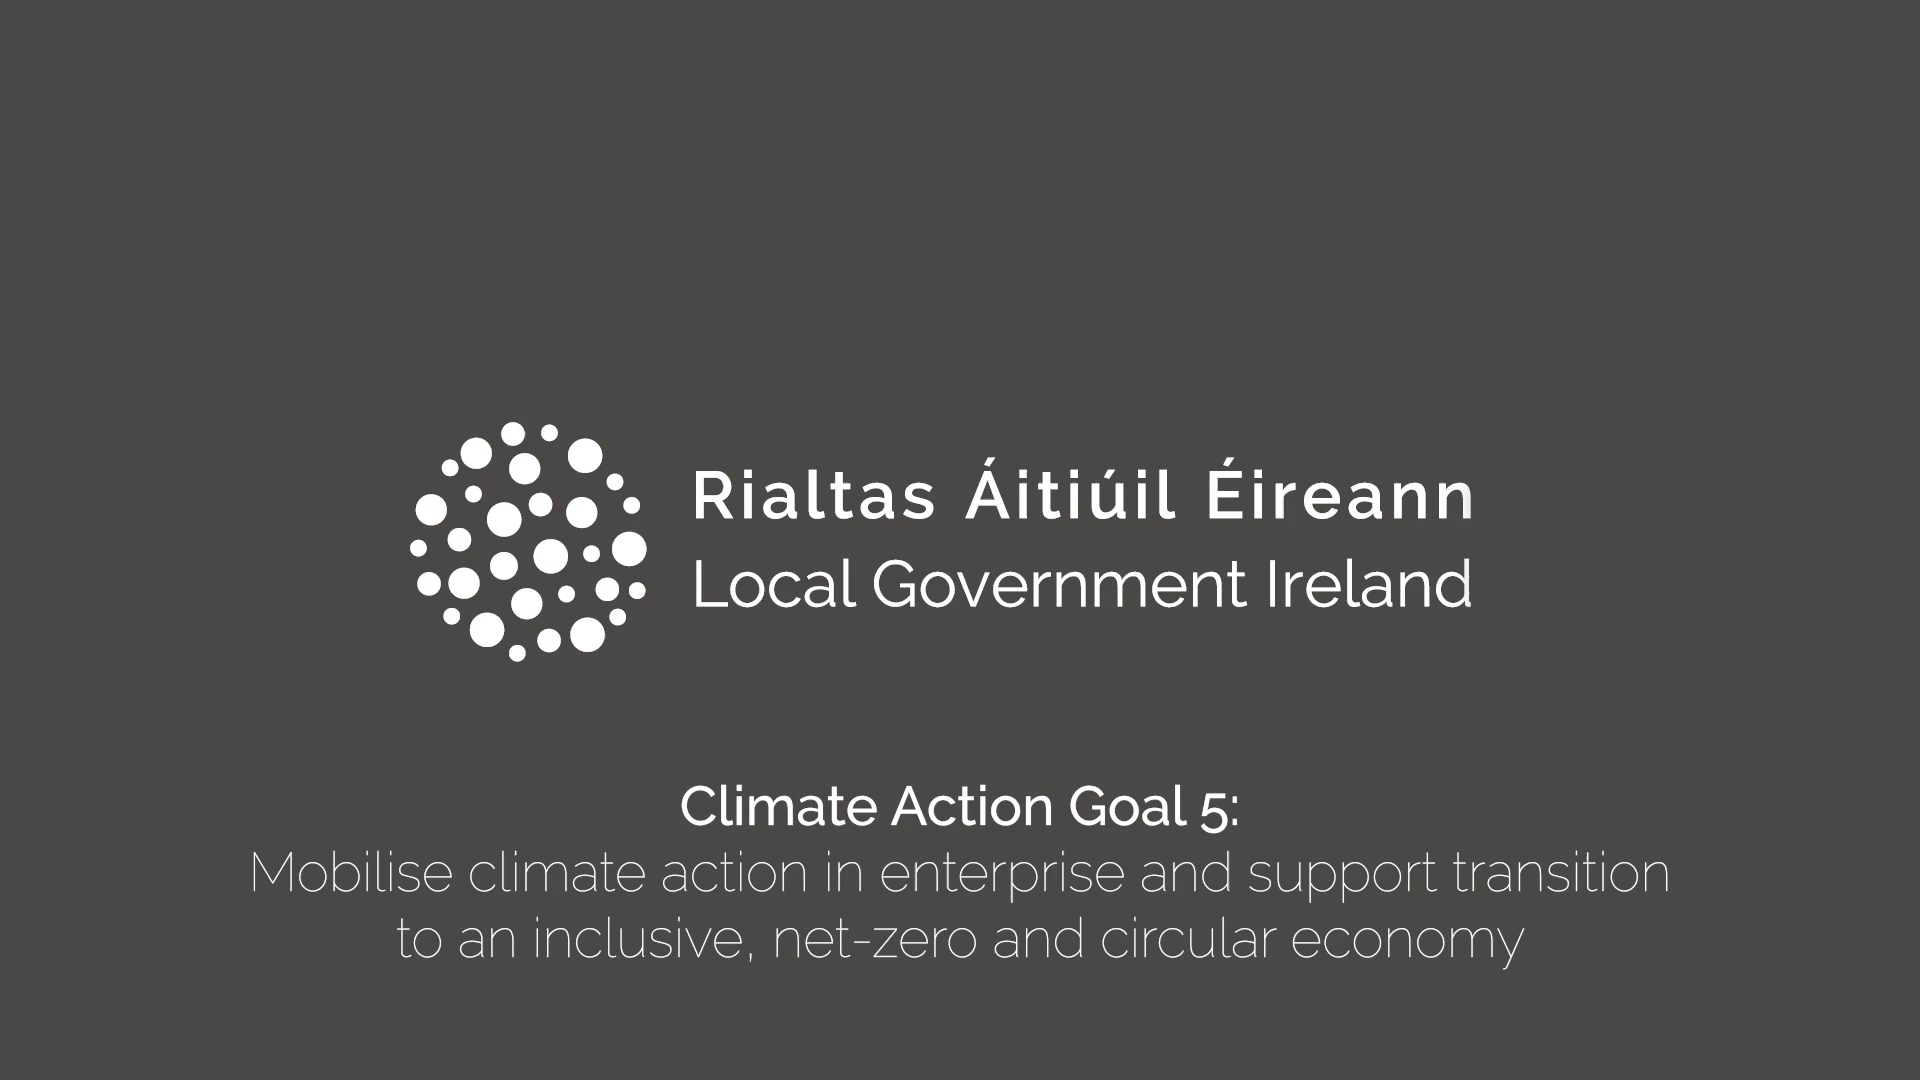 Rialtas Áitiúil Éireann
Local Government Ireland
Climate Action Goal 5:
Mobilise climate action in enterprise and support transition
to an inclusive, net-zero and circular economy